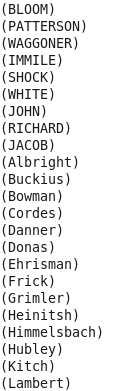 (BLOOM)
(PATTERSON)
(WAGGONER)
(IMMILE)
(SHOCK)
(WHITE)
(JOHN)
(RICHARD)
(JACOB)
(Albright)
(Buckius)
(Bowman)
(Cordes)
(Danner)
(Donas)
(Ehrisman)
(Frick)
(Grimler)
(Heinitsh)
(Himmelsbach)
(Hubley)
(Kitch)
(Lambert)